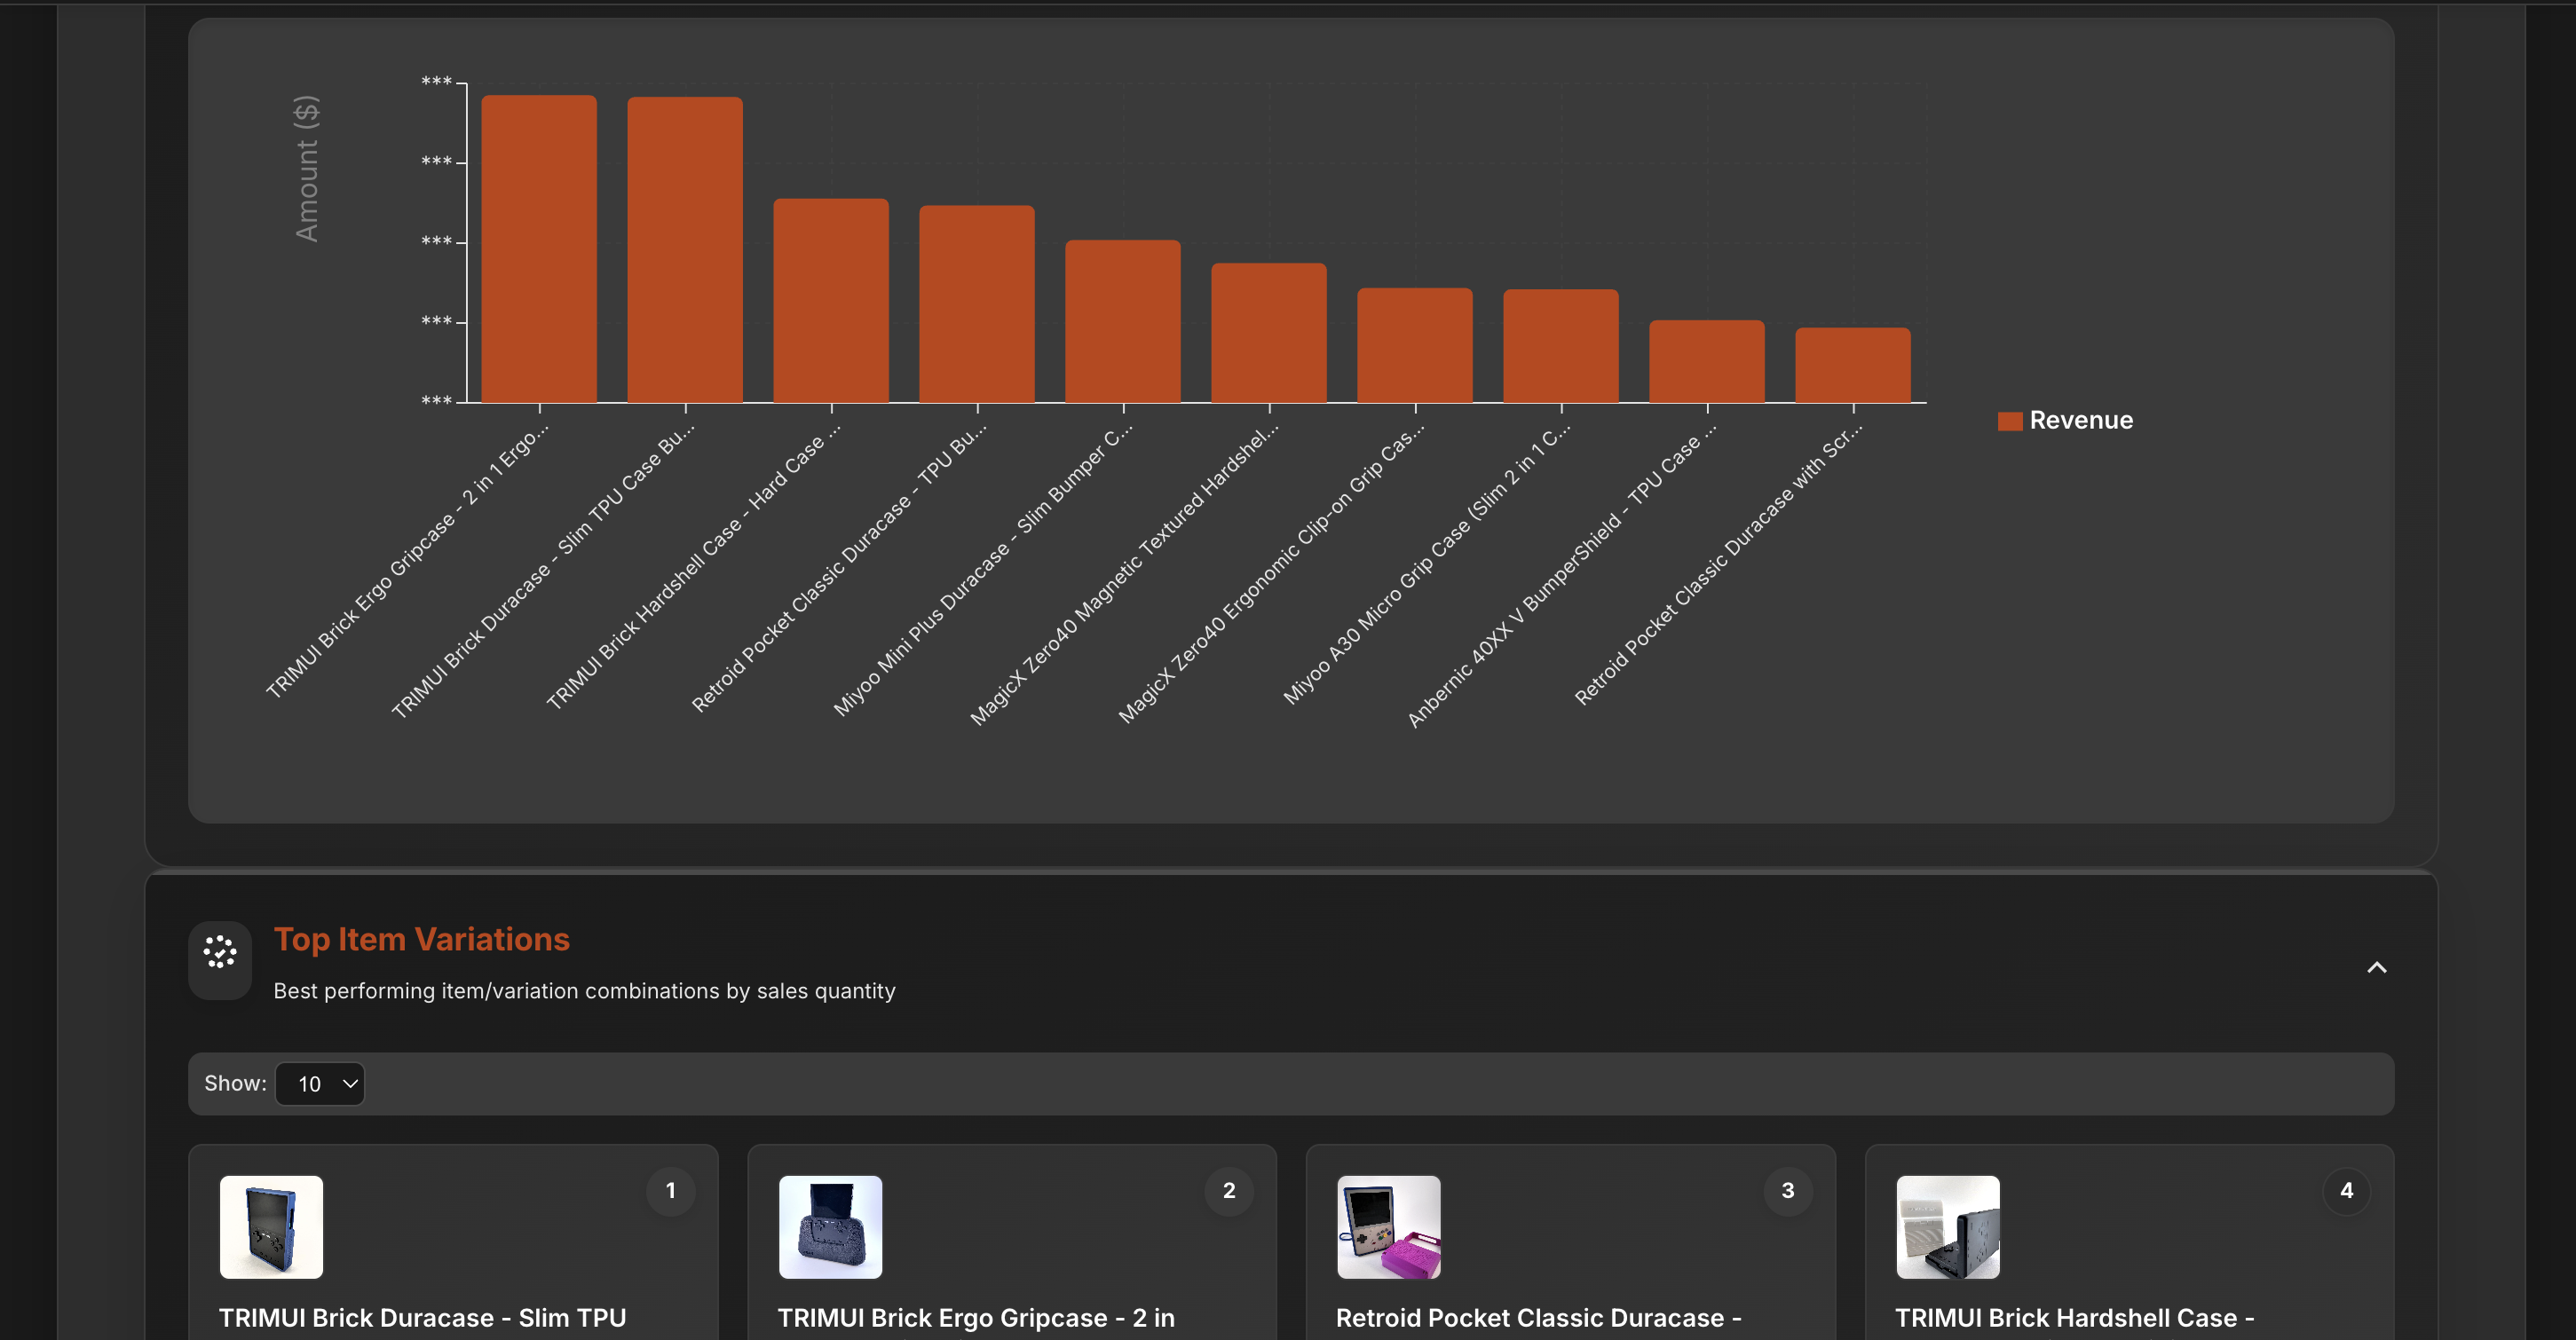 Amount ($)
***
***
***
***
***
TRIMUI Brick Ergo Gripcase - 2 in 1 Ergo...
TRIMUI Brick Duracase - Slim TPU Case Bu...
TRIMUI Brick Hardshell Case - Hard Case ...
Retroid Pocket Classic Duracase - TPU Bu...
Miyoo Mini Plus Duracase - Slim Bumper C...
MagicX Zero40 Magnetic Textured Hardshel...
MagicX Zero40 Ergonomic Clip-on Grip Cas...
Miyoo A30 Micro Grip Case (Slim 2 in 1 C...
Anbernic 40XX V BumperShield - TPU Case ...
Retroid Pocket Classic Duracase with Scr...
Revenue
Top Item Variations
Best performing item/variation combinations by sales quantity
Show: 10
1
2
3
4
TRIMUI Brick Duracase - Slim TPU
TRIMUI Brick Ergo Gripcase - 2 in
Retroid Pocket Classic Duracase -
TRIMUI Brick Hardshell Case -